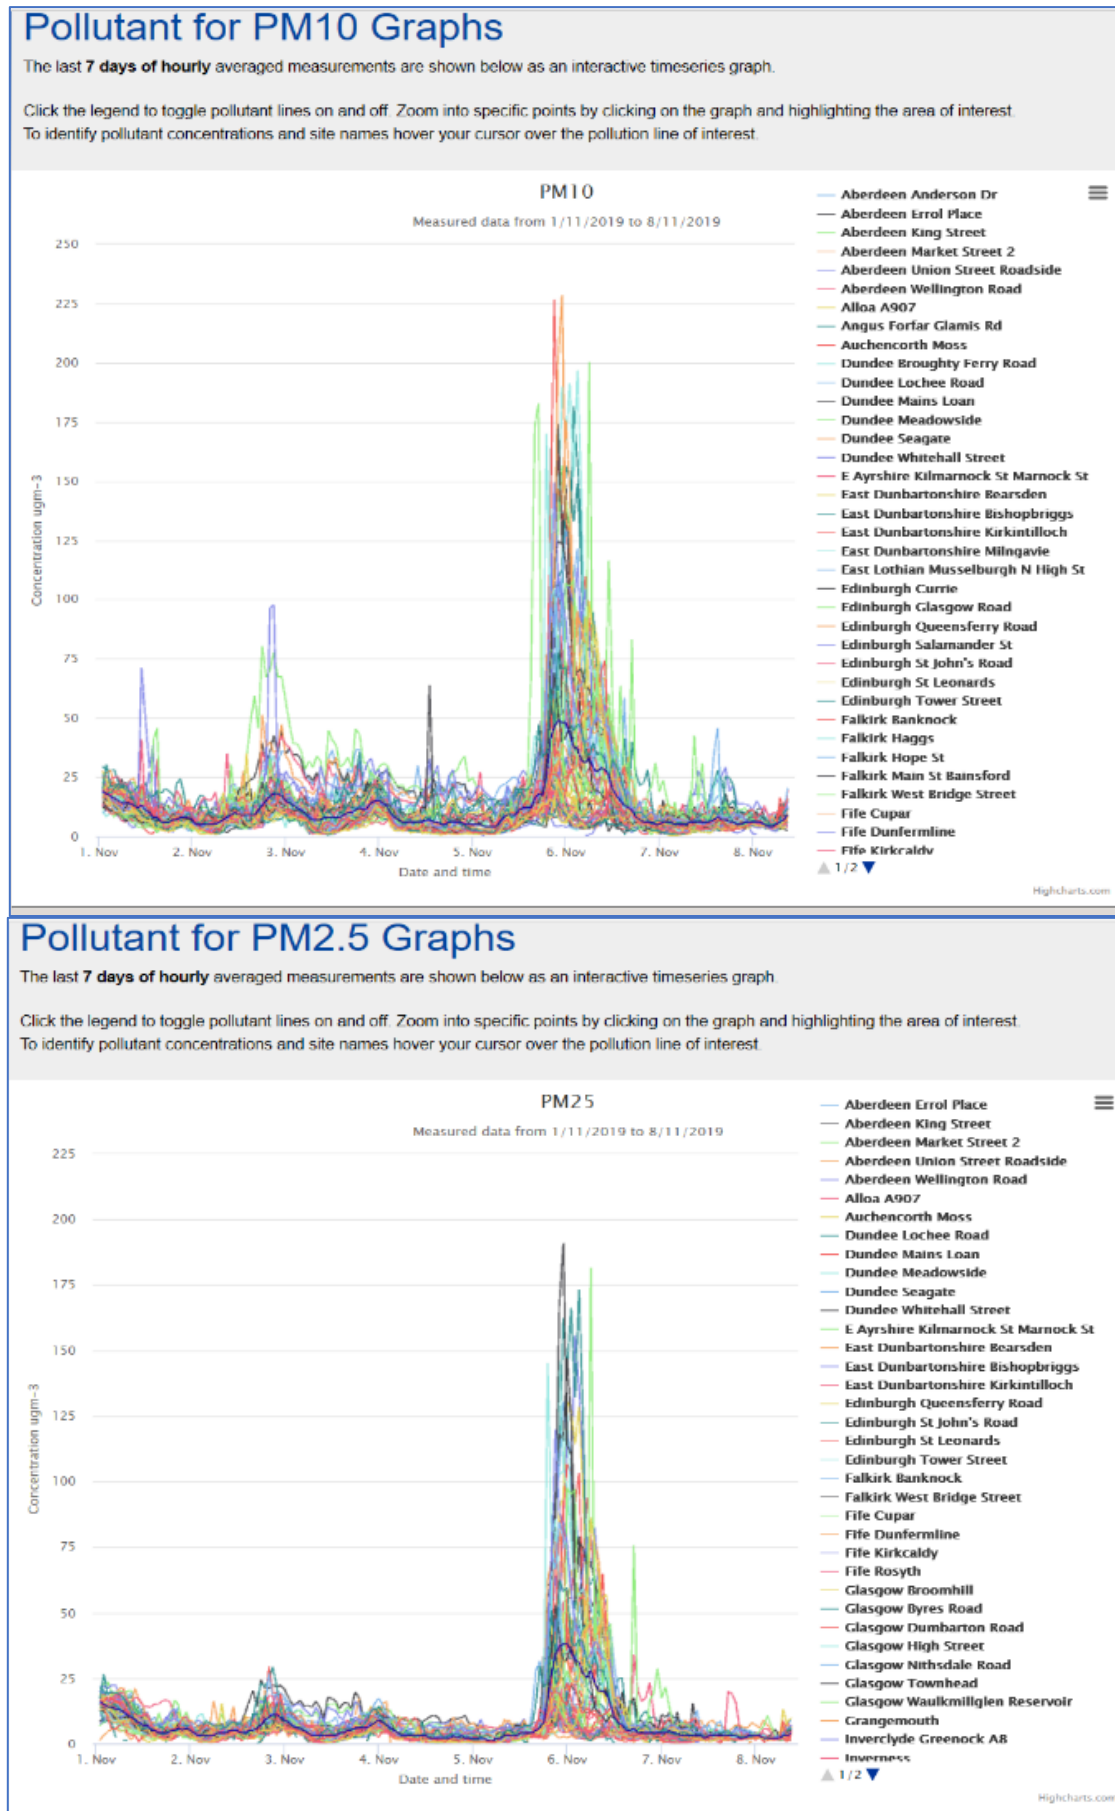 Pollutant for PM10 Graphs
The last 7 days of hourly averaged measurements are shown below as an interactive timeseries graph.
Click the legend to toggle pollutant lines on and off. Zoom into specific points by clicking on the graph and highlighting the area of interest.
To identify pollutant concentrations and site names hover your cursor over the pollution line of interest.
PM10
Measured data from 1/11/2019 to 8/11/2019
250
225
200
175
150
125
100
75
50
25
0
Concentration ugm-3
1. Nov
2. Nov
3. Nov
4. Nov
5. Nov
6. Nov
7. Nov
8. Nov
Date and time
Aberdeen Anderson Dr
Aberdeen Errol Place
Aberdeen King Street
Aberdeen Market Street 2
Aberdeen Union Street Roadside
Aberdeen Wellington Road
Alloa A907
Angus Forfar Glamis Rd
Auchencorth Moss
Dundee Broughty Ferry Road
Dundee Lochee Road
Dundee Mains Loan
Dundee Meadowside
Dundee Seagate
Dundee Whitehall Street
E Ayrshire Kilmarnock St Marnock St
East Dunbartonshire Bearsden
East Dunbartonshire Bishopbriggs
East Dunbartonshire Kirkintilloch
East Dunbartonshire Milngavie
East Lothian Musselburgh N High St
Edinburgh Currie
Edinburgh Glasgow Road
Edinburgh Queensferry Road
Edinburgh Salamander St
Edinburgh St John's Road
Edinburgh St Leonards
Edinburgh Tower Street
Falkirk Banknock
Falkirk Haggs
Falkirk Hope St
Falkirk Main St Bainsford
Falkirk West Bridge Street
Fife Cupar
Fife Dunfermline
Fife Kirkcaldy
1/2
Highcharts.com
Pollutant for PM2.5 Graphs
The last 7 days of hourly averaged measurements are shown below as an interactive timeseries graph.
Click the legend to toggle pollutant lines on and off. Zoom into specific points by clicking on the graph and highlighting the area of interest.
To identify pollutant concentrations and site names hover your cursor over the pollution line of interest.
PM25
Measured data from 1/11/2019 to 8/11/2019
225
200
175
150
125
100
75
50
25
0
Concentration ugm-3
1. Nov
2. Nov
3. Nov
4. Nov
5. Nov
6. Nov
7. Nov
8. Nov
Date and time
Aberdeen Errol Place
Aberdeen King Street
Aberdeen Market Street 2
Aberdeen Union Street Roadside
Aberdeen Wellington Road
Alloa A907
Auchencorth Moss
Dundee Lochee Road
Dundee Mains Loan
Dundee Meadowside
Dundee Seagate
Dundee Whitehall Street
E Ayrshire Kilmarnock St Marnock St
East Dunbartonshire Bearsden
East Dunbartonshire Bishopbriggs
East Dunbartonshire Kirkintilloch
Edinburgh Queensferry Road
Edinburgh St John's Road
Edinburgh St Leonards
Edinburgh Tower Street
Falkirk Banknock
Falkirk West Bridge Street
Fife Cupar
Fife Dunfermline
Fife Kirkcaldy
Fife Rosyth
Glasgow Broomhill
Glasgow Byres Road
Glasgow Dumbarton Road
Glasgow High Street
Glasgow Nithsdale Road
Glasgow Townhead
Glasgow Waulkmillglen Reservoir
Grangemouth
Inverclyde Greenock A8
Inverness
1/2
Highcharts.com